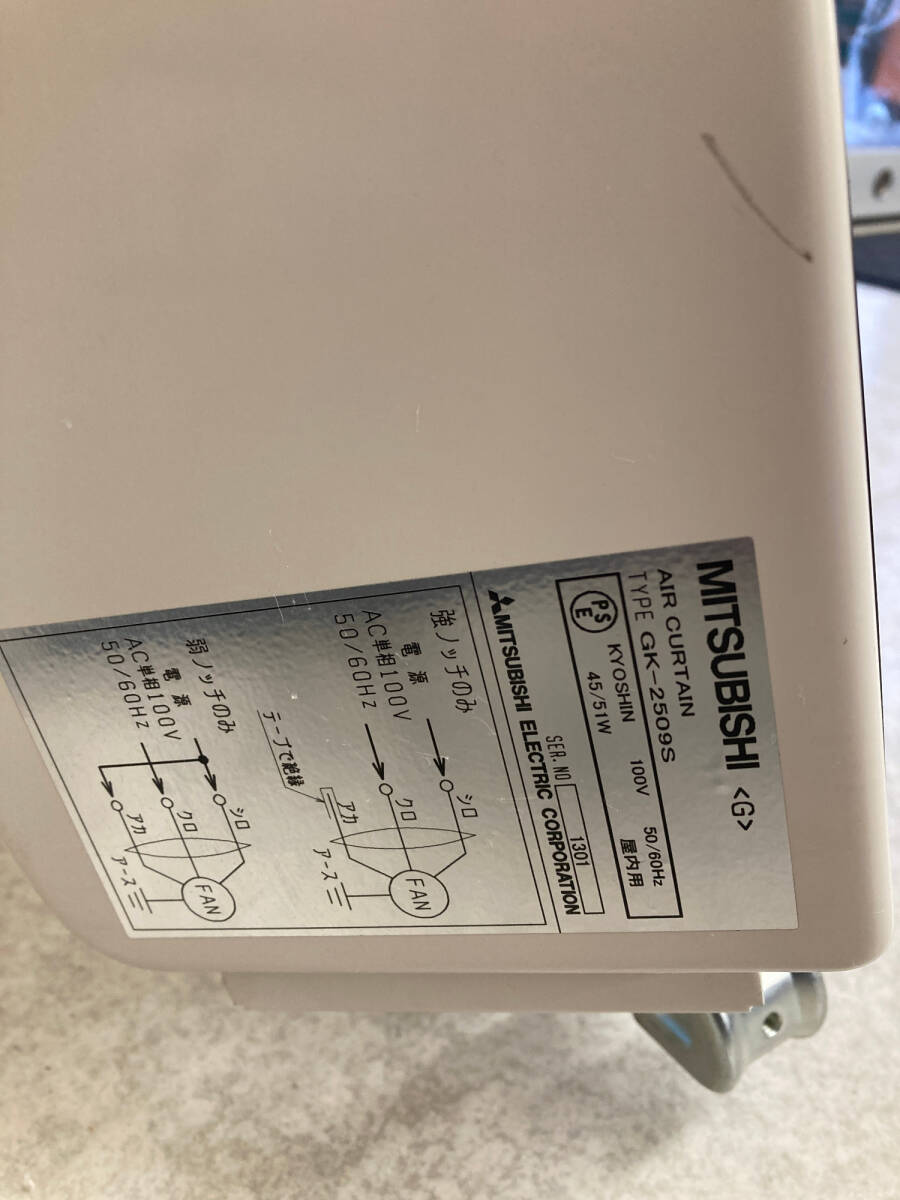 MITSUBISHI <G>
AIR CURTAIN
TYPE GK-2509S
PSE KYOSHIN 100V 50/60Hz
45/51W 屋内用
SER. NO 1301
MITSUBISHI ELECTRIC CORPORATION
強ノッチのみ
電源
AC単相100V
50/60Hz
シロ
クロ
アカ
アース
FAN
テープで絶縁
弱ノッチのみ
電源
AC単相100V
50/60Hz
シロ
クロ
アカ
アース
FAN